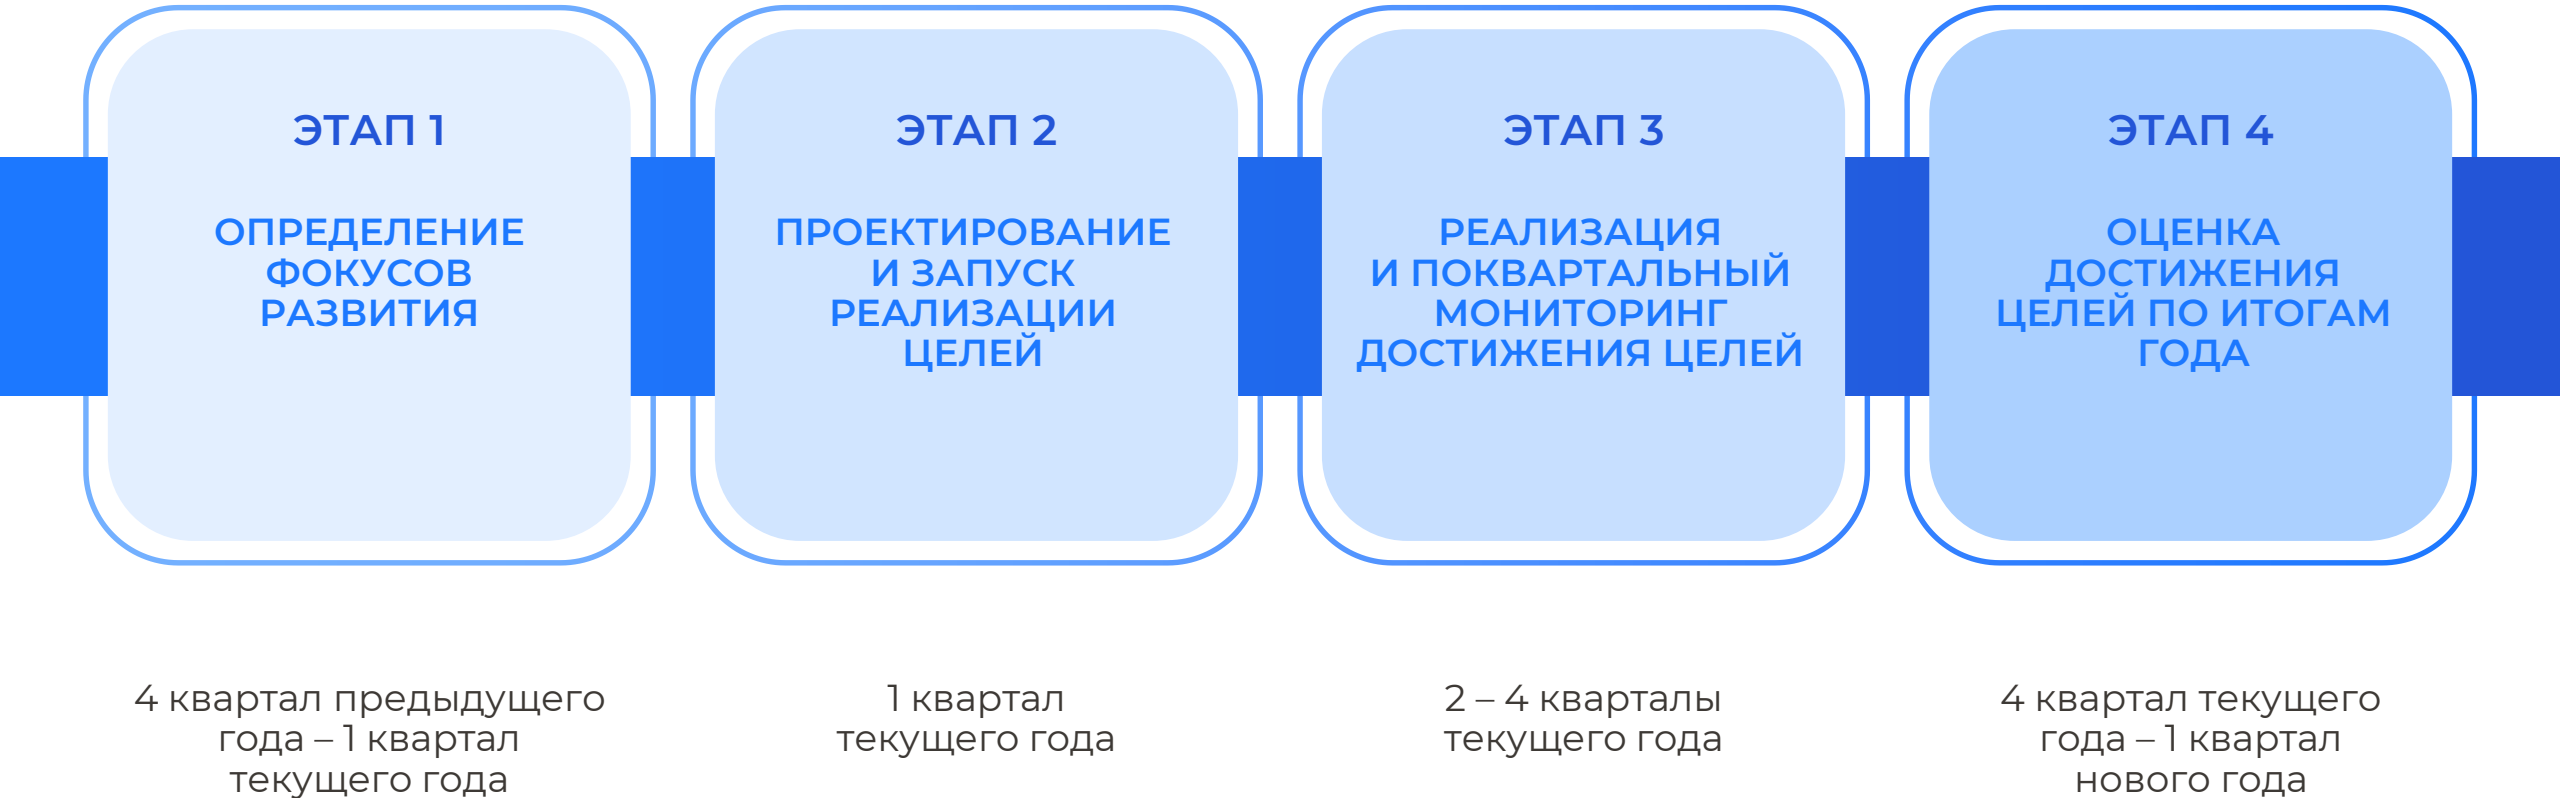 ЭТАП 1
ОПРЕДЕЛЕНИЕ
ФОКУСОВ
РАЗВИТИЯ
ЭТАП 2
ПРОЕКТИРОВАНИЕ
И ЗАПУСК
РЕАЛИЗАЦИИ
ЦЕЛЕЙ
ЭТАП 3
РЕАЛИЗАЦИЯ
И ПОКВАРТАЛЬНЫЙ
МОНИТОРИНГ
ДОСТИЖЕНИЯ ЦЕЛЕЙ
ЭТАП 4
ОЦЕНКА
ДОСТИЖЕНИЯ
ЦЕЛЕЙ ПО ИТОГАМ
ГОДА
4 квартал предыдущего
года – 1 квартал
текущего года
1 квартал
текущего года
2 – 4 кварталы
текущего года
4 квартал текущего
года – 1 квартал
нового года